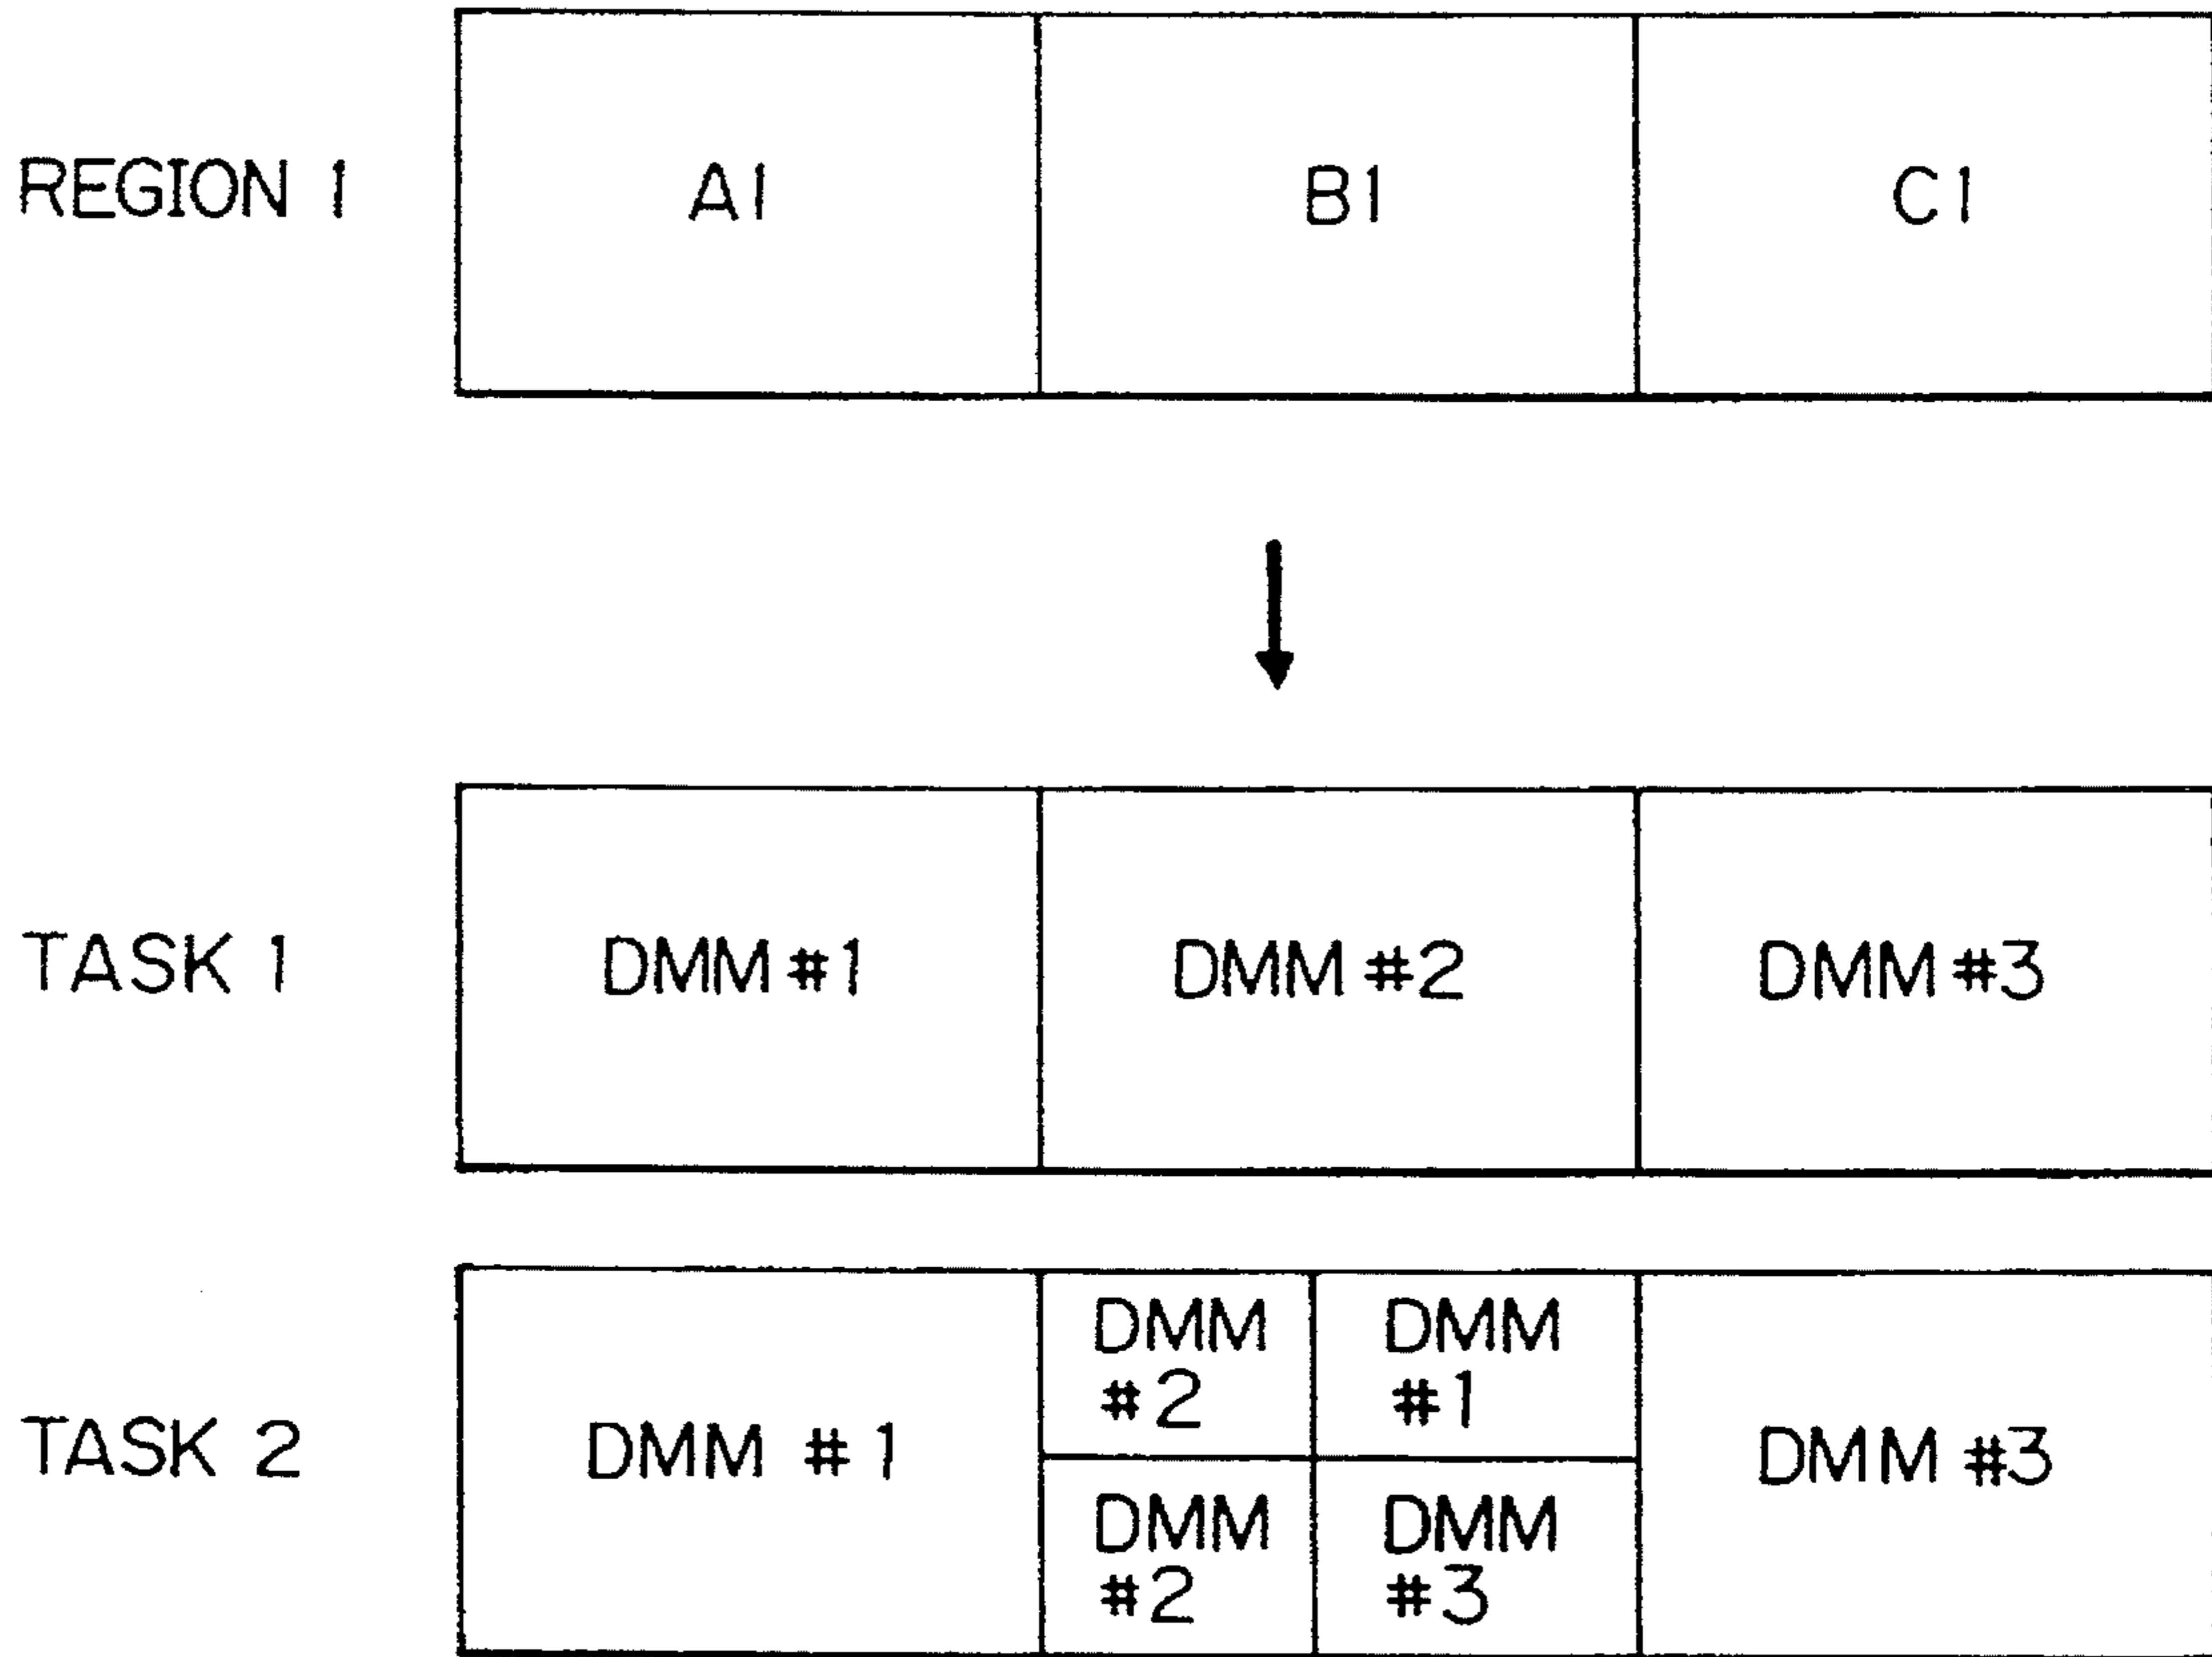 REGION 1
A1
B1
C1
TASK 1
DMM #1
DMM #2
DMM #3
TASK 2
DMM #1
DMM
#2
DMM
#1
DMM
#2
DMM
#3
DMM #3